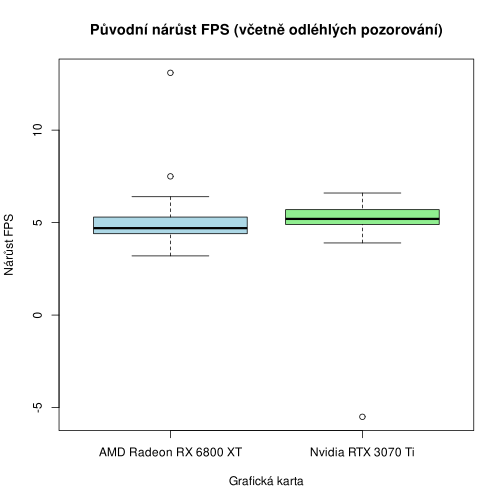 Původní nárůst FPS (včetně odléhlých pozorování)
Nárůst FPS
10
5
0
-5
AMD Radeon RX 6800 XT
Nvidia RTX 3070 Ti
Grafická karta